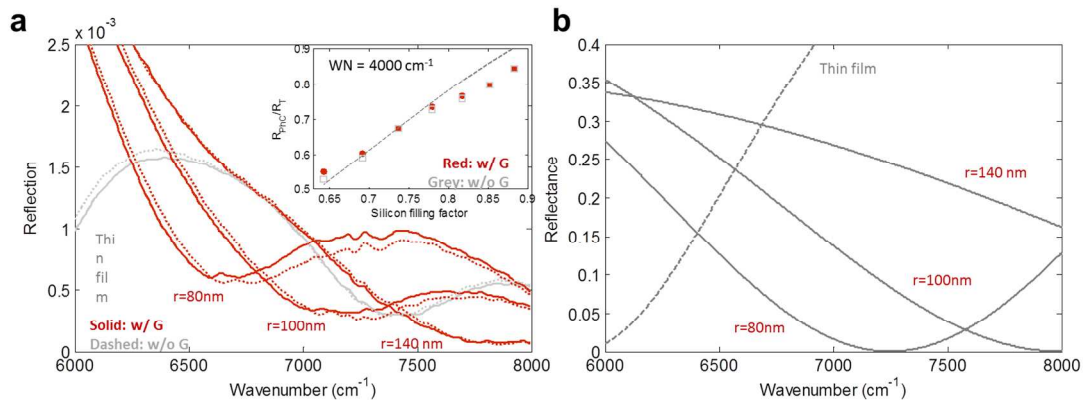 a
x 10⁻³
2.5
2
1.5
1
0.5
0
Reflection
6000
6500
7000
7500
8000
Wavenumber (cm⁻¹)
Thi
n
fil
m
r=80nm
r=100nm
r=140 nm
Solid: w/ G
Dashed: w/o G
WN = 4000 cm⁻¹
0.9
0.8
0.7
0.6
0.5
R_PhC/R_T
Red: w/ G
Grey: w/o G
0.65
0.7
0.75
0.8
0.85
0.9
Silicon filling factor
b
0.4
0.35
0.3
0.25
0.2
0.15
0.1
0.05
0
Reflectance
Thin film
r=140 nm
r=100nm
r=80nm
6000
6500
7000
7500
8000
Wavenumber (cm⁻¹)